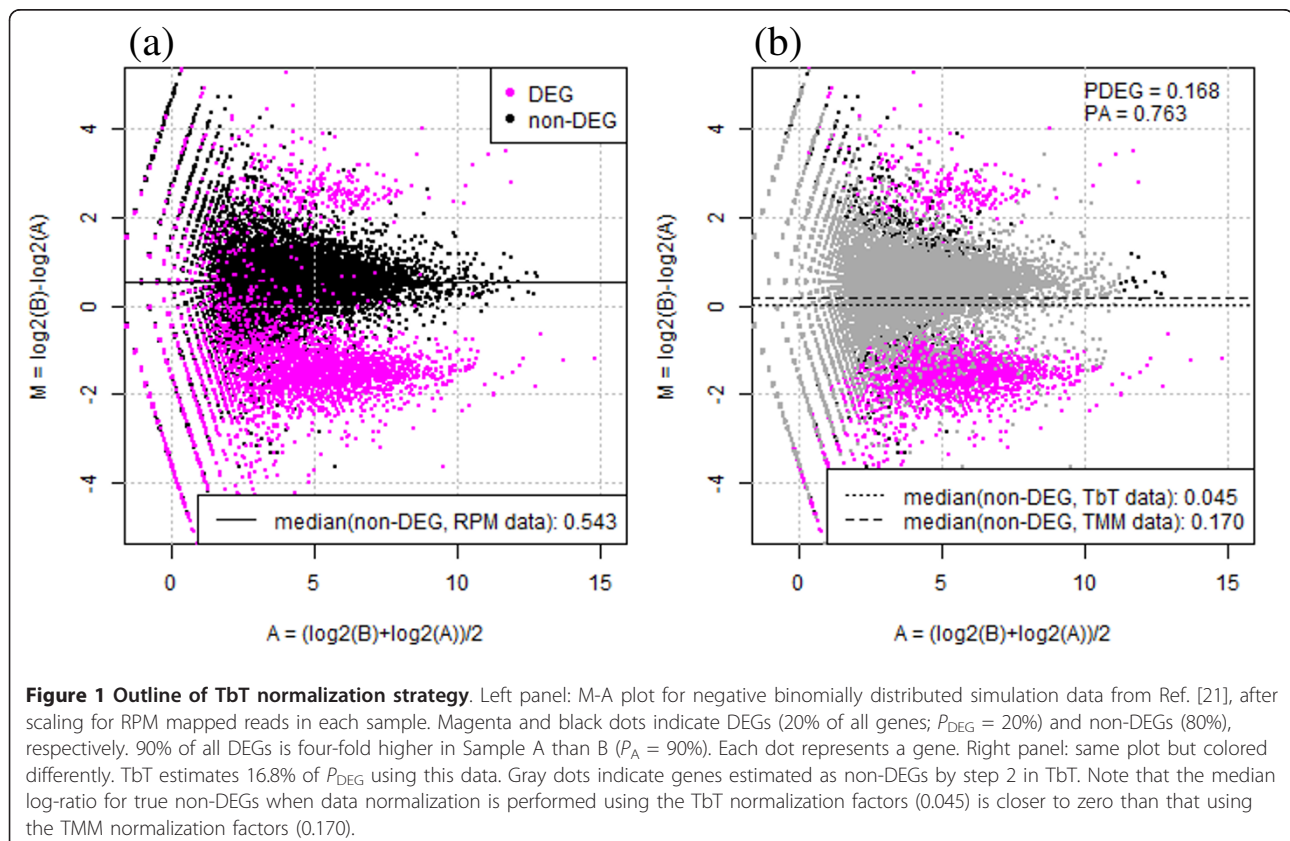 (a)
DEG
non-DEG
M = log2(B)-log2(A)
4
2
0
-2
-4
median(non-DEG, RPM data): 0.543
0
5
10
15
A = (log2(B)+log2(A))/2
(b)
PDEG = 0.168
PA = 0.763
M = log2(B)-log2(A)
4
2
0
-2
-4
median(non-DEG, TbT data): 0.045
median(non-DEG, TMM data): 0.170
0
5
10
15
A = (log2(B)+log2(A))/2
Figure 1 Outline of TbT normalization strategy. Left panel: M-A plot for negative binomially distributed simulation data from Ref. [21], after
scaling for RPM mapped reads in each sample. Magenta and black dots indicate DEGs (20% of all genes; P_DEG = 20%) and non-DEGs (80%),
respectively. 90% of all DEGs is four-fold higher in Sample A than B (P_A = 90%). Each dot represents a gene. Right panel: same plot but colored
differently. TbT estimates 16.8% of P_DEG using this data. Gray dots indicate genes estimated as non-DEGs by step 2 in TbT. Note that the median
log-ratio for true non-DEGs when data normalization is performed using the TbT normalization factors (0.045) is closer to zero than that using
the TMM normalization factors (0.170).